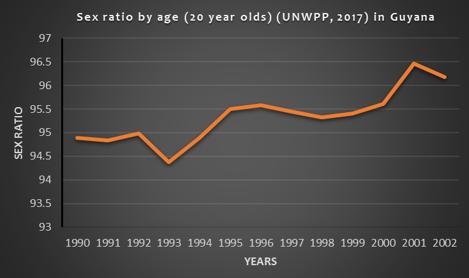 Sex ratio by age (20 year olds) (UNWPP, 2017) in Guyana
97
96.5
96
95.5
95
94.5
94
93.5
93
SEX RATIO
1990 1991 1992 1993 1994 1995 1996 1997 1998 1999 2000 2001 2002
YEARS